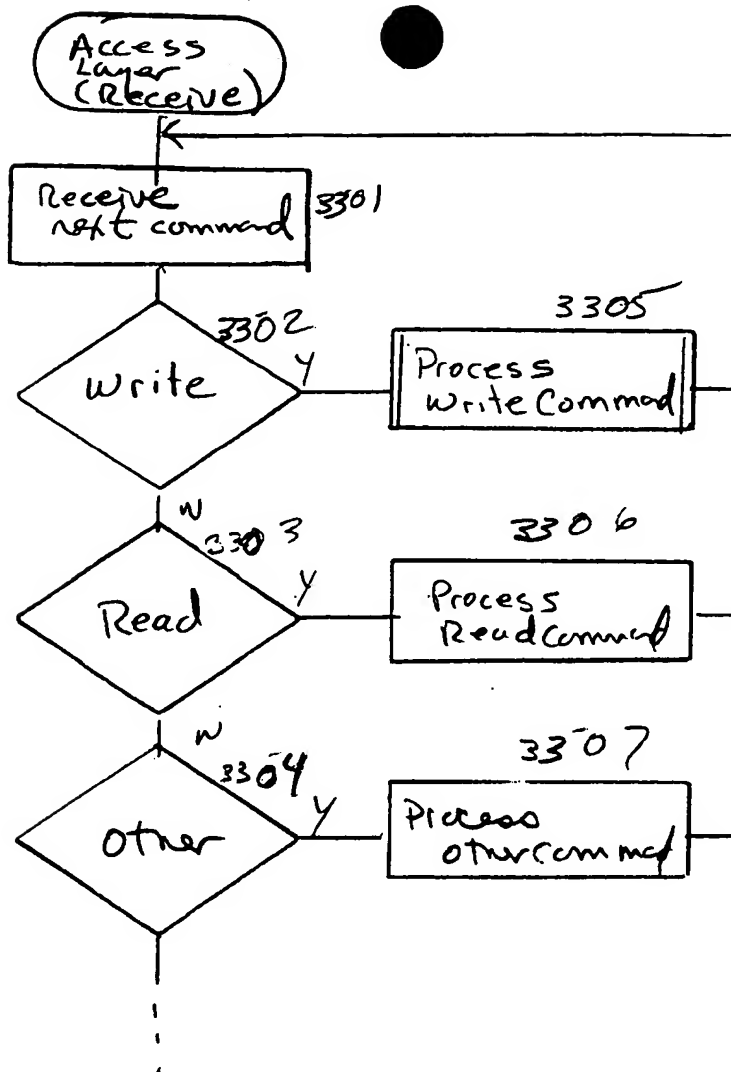 Access
Layer
(Receive)
Receive
next command
3301
3302
Write
Y
3305
Process
Write Command
N
3303
Read
Y
3306
Process
Read Command
N
3304
Other
Y
3307
Process
other command